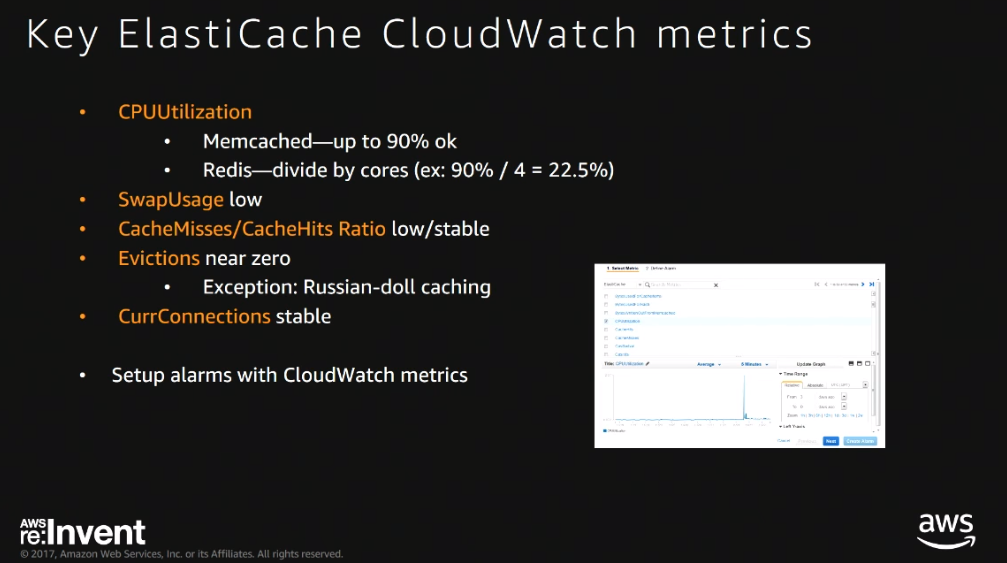 Key ElastiCache CloudWatch metrics
• CPUUtilization
• Memcached—up to 90% ok
• Redis—divide by cores (ex: 90% / 4 = 22.5%)
• SwapUsage low
• CacheMisses/CacheHits Ratio low/stable
• Evictions near zero
• Exception: Russian-doll caching
• CurrConnections stable
• Setup alarms with CloudWatch metrics
1. Select Metric 2. Define Alarm
Average
5 Minutes
Update Graph
Time Range
Left Y-axis
Cancel
Next
Create Alarm
AWS
re:Invent
aws
© 2017, Amazon Web Services, Inc. or its Affiliates. All rights reserved.